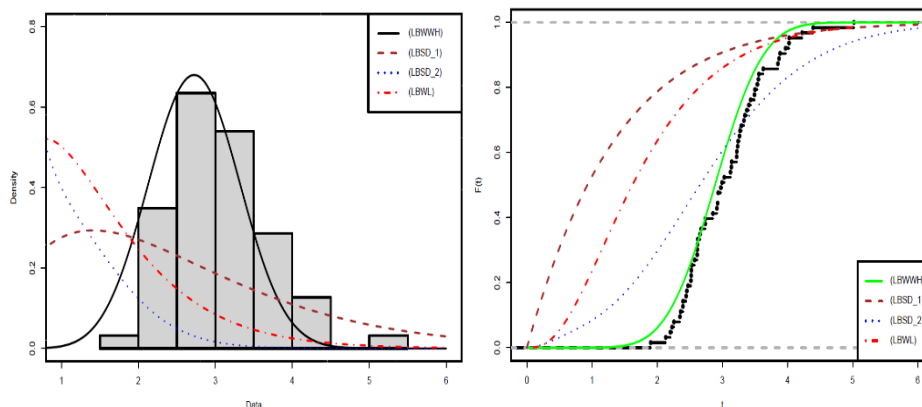 (LBWWH)
(LBSD_1)
(LBSD_2)
(LBWL)
Density
0.0
0.2
0.4
0.6
0.8
1
2
3
4
5
6
Data
F(t)
0.0
0.2
0.4
0.6
0.8
1.0
(LBWWH
(LBSD_1
(LBSD_2
(LBWL)
0
1
2
3
4
5
6
t